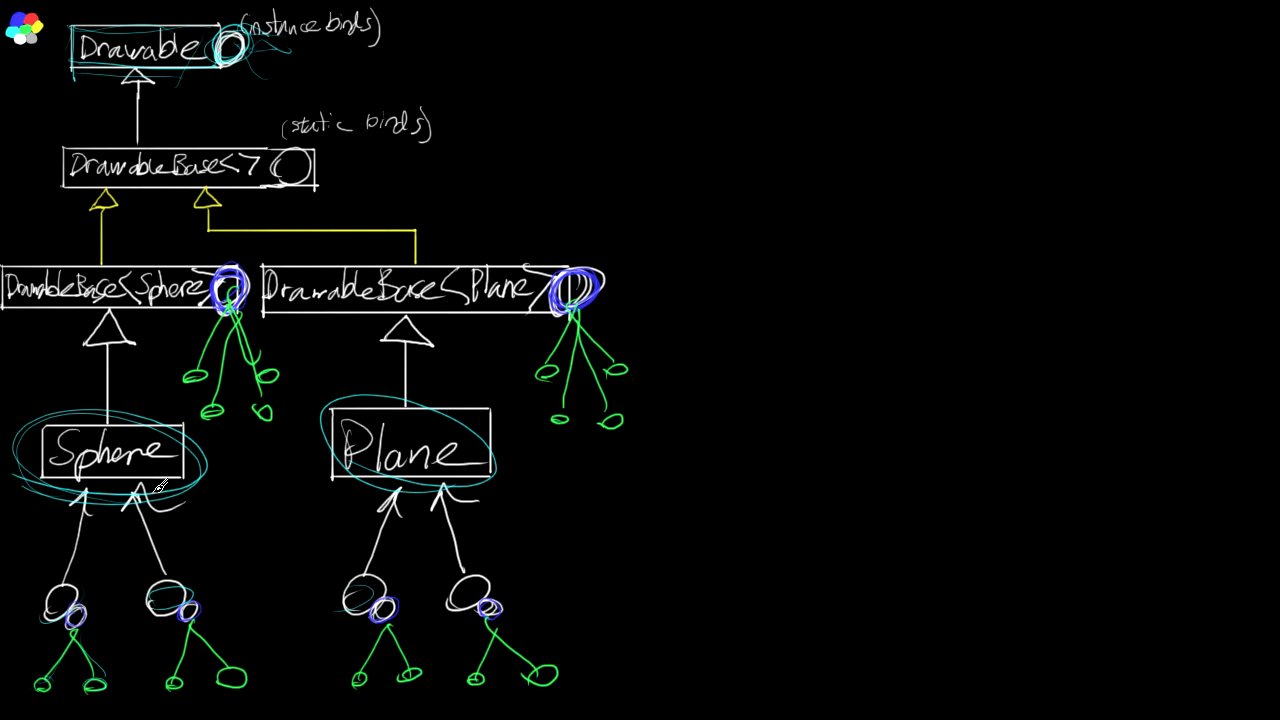 Drawable (instance binds)
(static binds)
DrawableBase<>
DrawableBase<Sphere> DrawableBase<Plane>
Sphere Plane